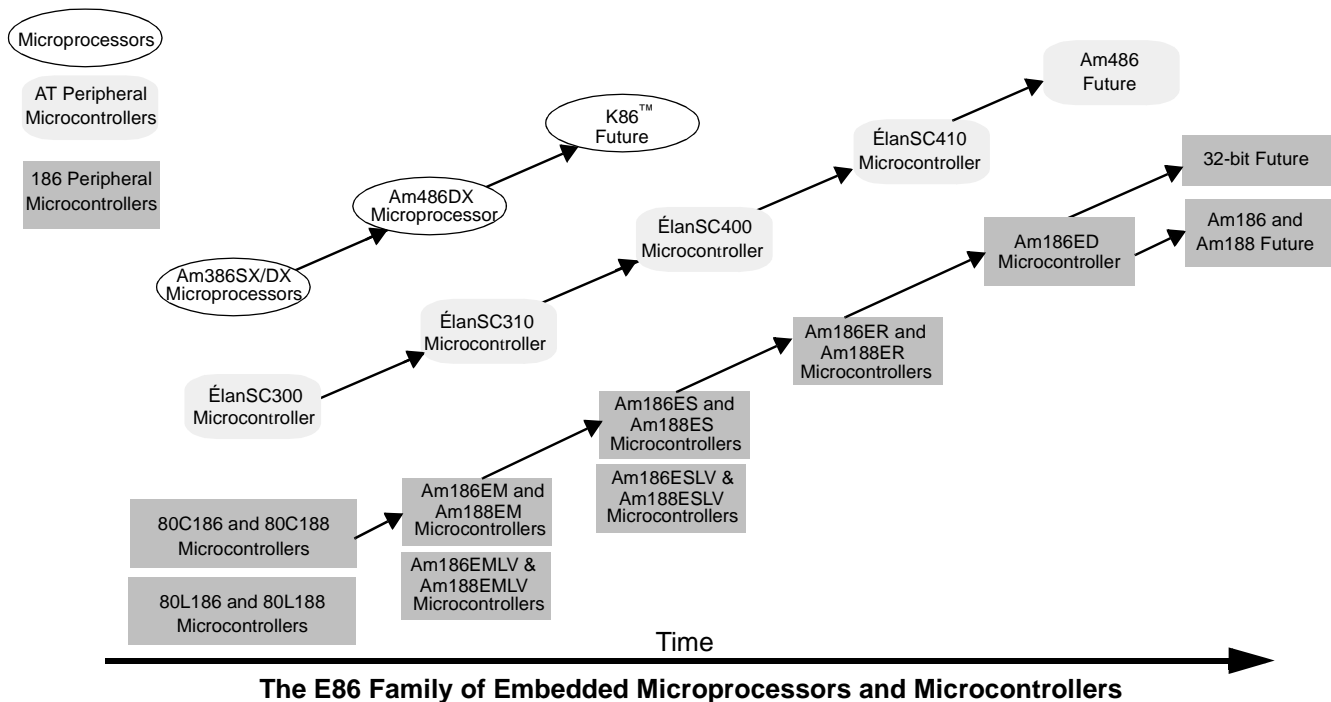 Microprocessors
AT Peripheral
Microcontrollers
186 Peripheral
Microcontrollers
K86™
Future
Am486DX
Microprocessor
Am386SX/DX
Microprocessors
Am486
Future
ÉlanSC410
Microcontroller
ÉlanSC400
Microcontroller
ÉlanSC310
Microcontroller
ÉlanSC300
Microcontroller
32-bit Future
Am186 and
Am188 Future
Am186ED
Microcontroller
Am186ER and
Am188ER
Microcontrollers
Am186ES and
Am188ES
Microcontrollers
Am186ESLV &
Am188ESLV
Microcontrollers
Am186EM and
Am188EM
Microcontrollers
Am186EMLV &
Am188EMLV
Microcontrollers
80C186 and 80C188
Microcontrollers
80L186 and 80L188
Microcontrollers
Time
The E86 Family of Embedded Microprocessors and Microcontrollers